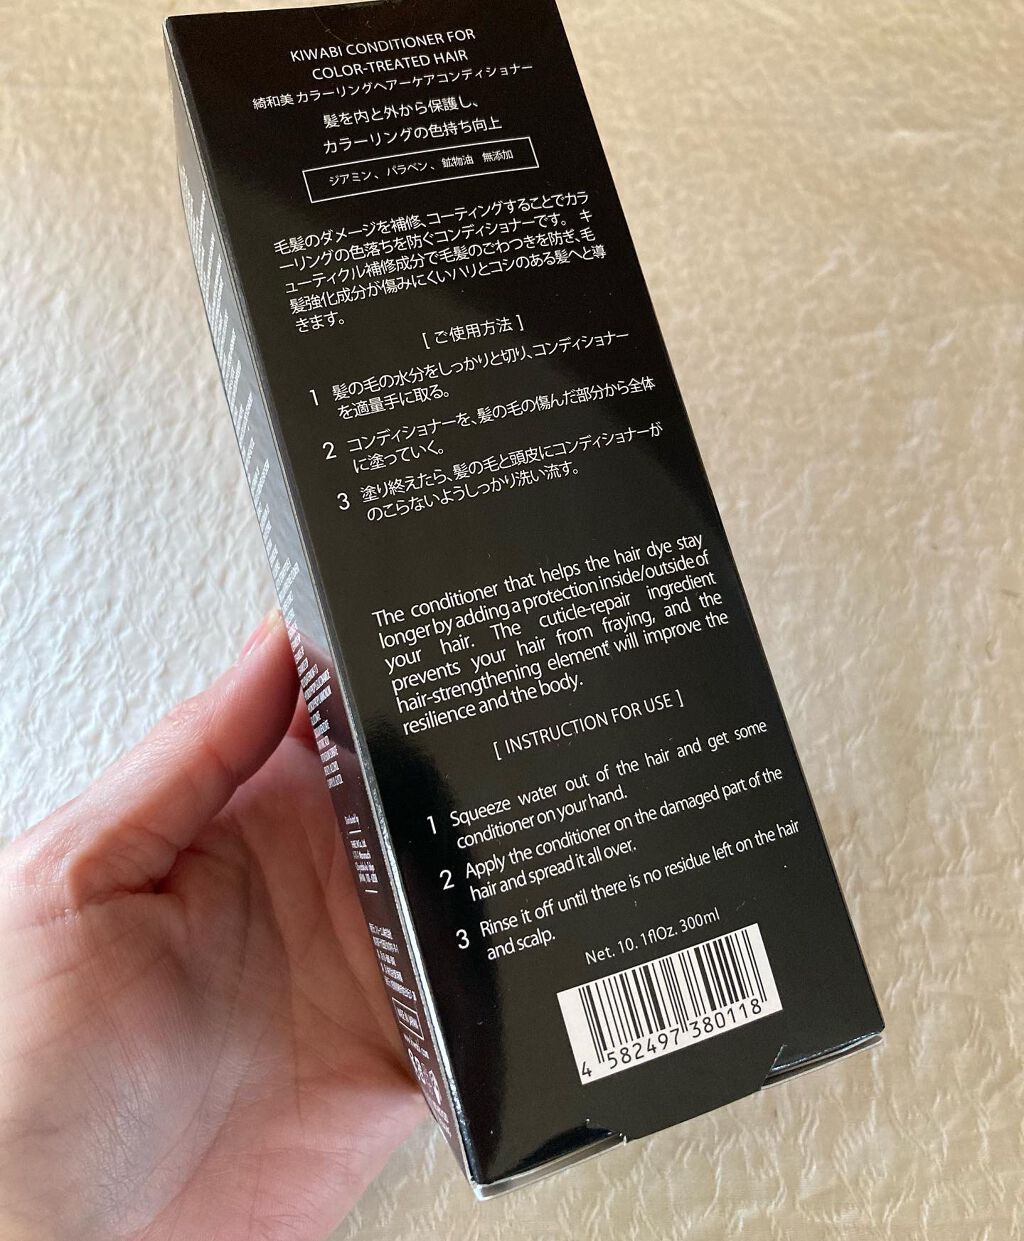 KIWABI CONDITIONER FOR
COLOR-TREATED HAIR
綺和美 カラーリングヘアーケアコンディショナー
髪を内と外から保護し、
カラーリングの色持ち向上
ジアミン、パラベン、鉱物油 無添加
毛髪のダメージを補修、コーティングすることでカラ
ーリングの色落ちを防ぐコンディショナーです。 キ
ューティクル補修成分で毛髪のごわつきを防ぎ、毛
髪強化成分が傷みにくいハリとコシのある髪へと導
きます。
[ ご使用方法 ]
1 髪の毛の水分をしっかりと切り、コンディショナー
を適量手に取る。
2 コンディショナーを、髪の毛の傷んだ部分から全体
に塗っていく。
3 塗り終えたら、髪の毛と頭皮にコンディショナーが
のこらないようしっかり洗い流す。
The conditioner that helps the hair dye stay
longer by adding a protection inside/outside of
your hair. The cuticle-repair ingredient
prevents your hair from fraying, and the
hair-strengthening element* will improve the
resilience and the body.
[ INSTRUCTION FOR USE ]
1 Squeeze water out of the hair and get some
conditioner on your hand.
2 Apply the conditioner on the damaged part of the
hair and spread it all over.
3 Rinse it off until there is no residue left on the hair
and scalp.
Net. 10. 1flOz. 300ml
4 582497 380118